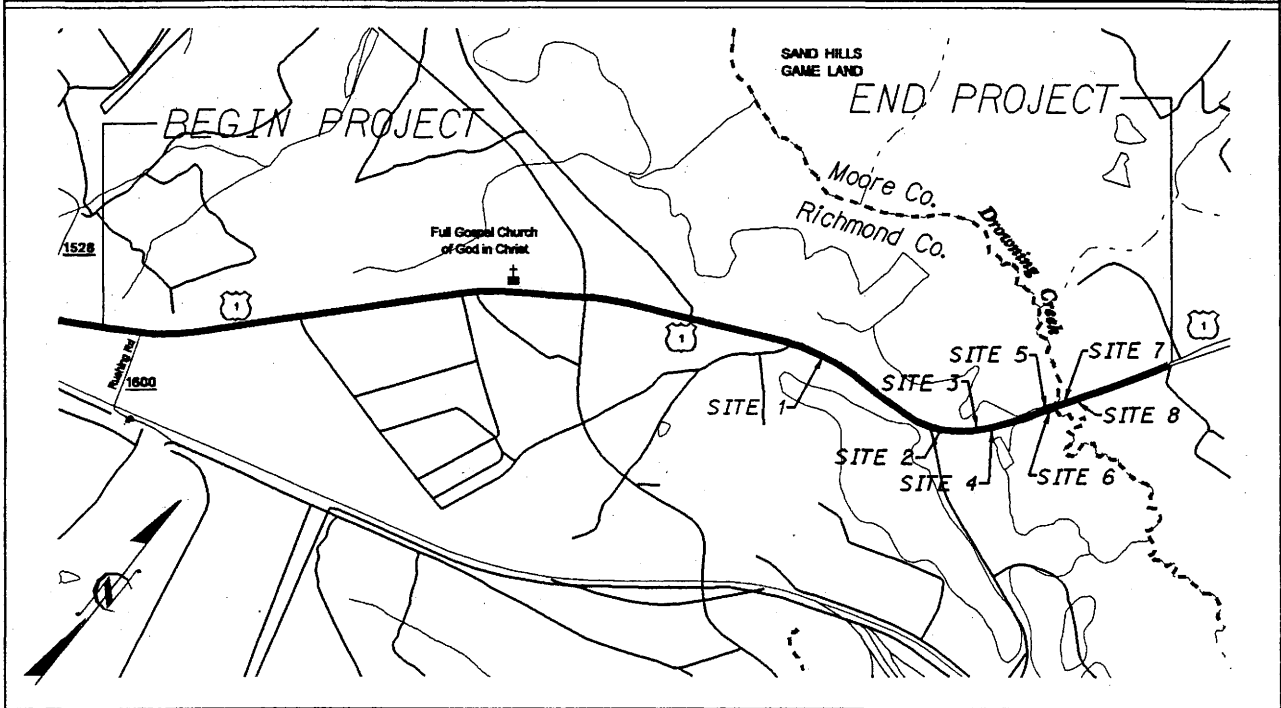 SAND HILLS
GAME LAND
BEGIN PROJECT
END PROJECT
Moore Co.
Richmond Co.
Drowning
Creek
1528
Full Gospel Church
of God in Christ
1
1
1
Rushing Rd
1600
SITE 1
SITE 2
SITE 3
SITE 4
SITE 5
SITE 6
SITE 7
SITE 8
N